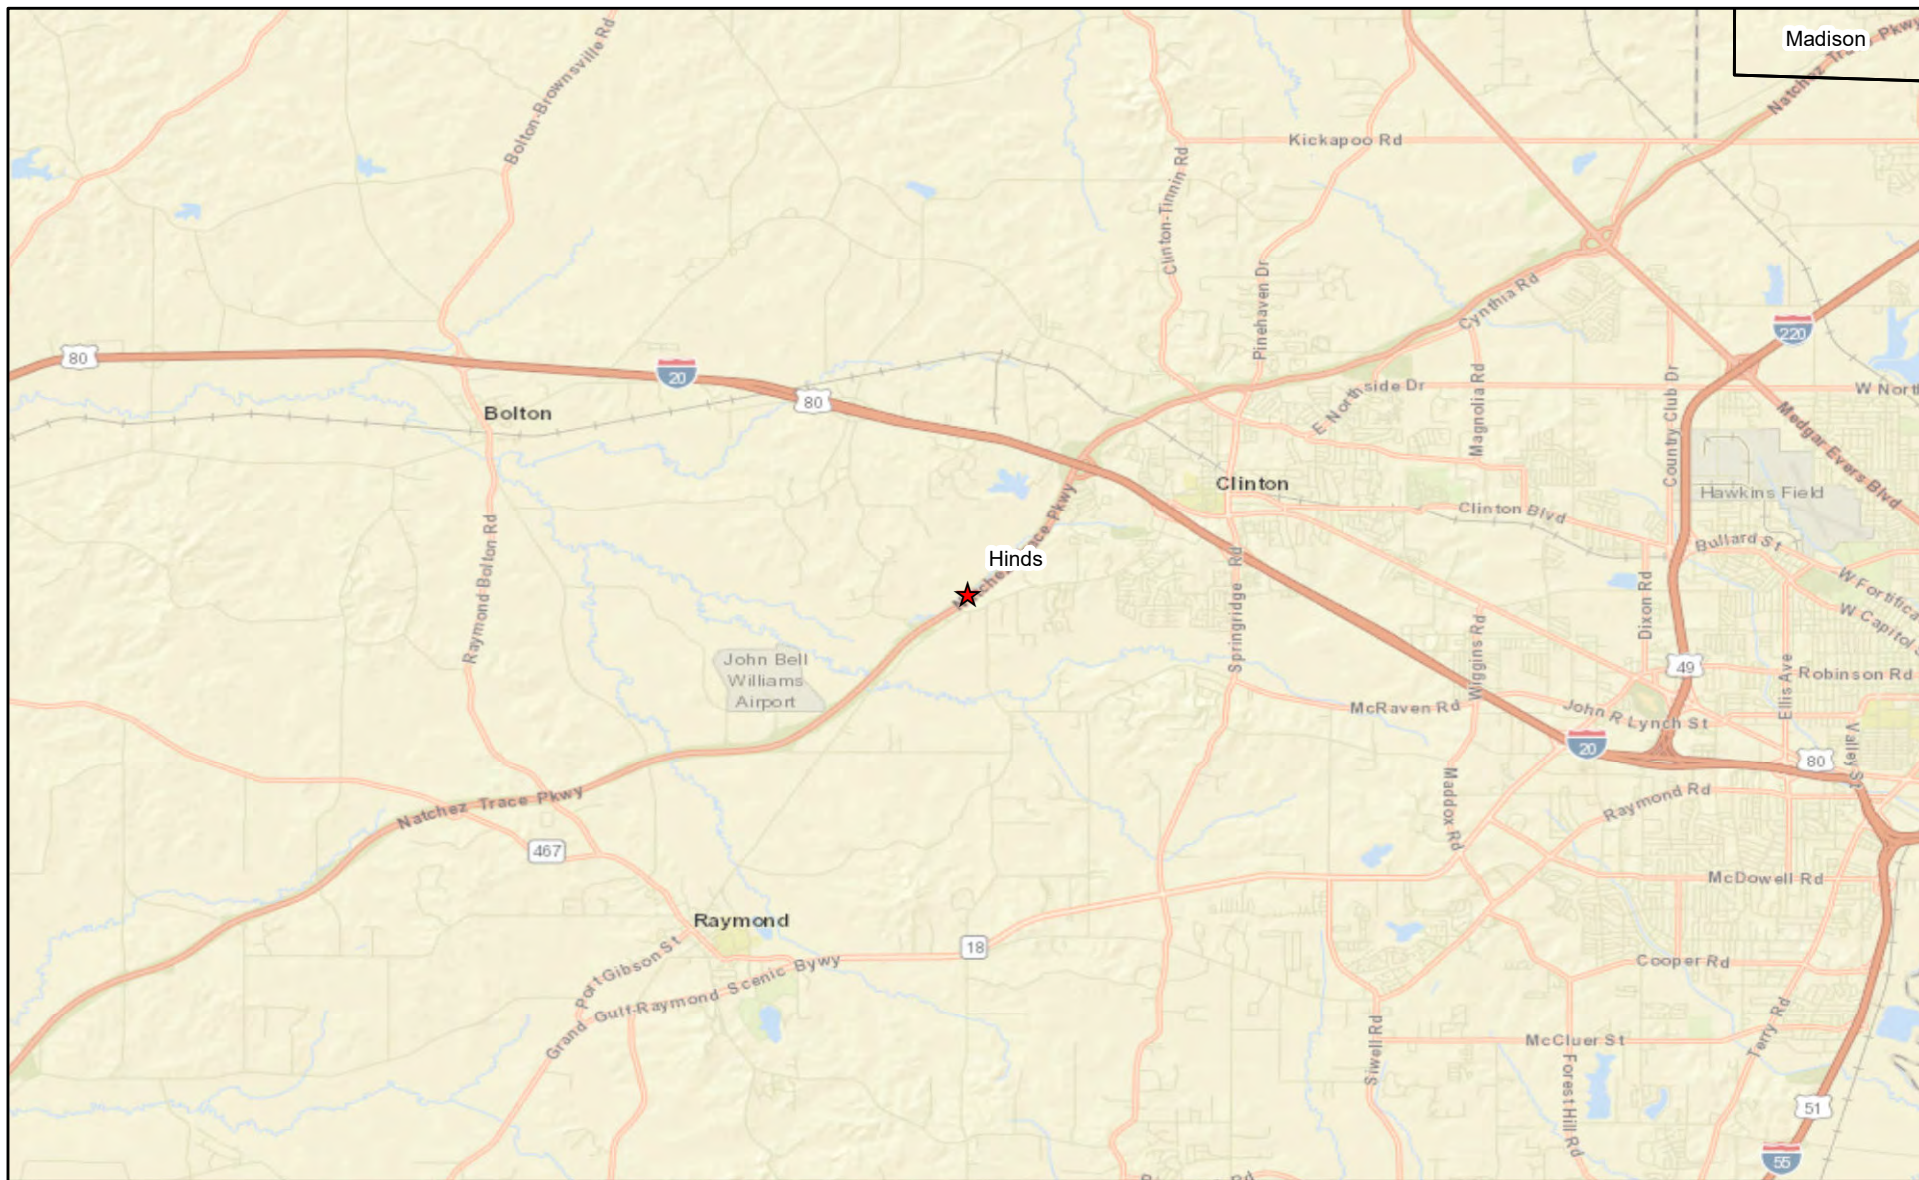 Madison
Natchez Trace Pkwy
Bolton-Brownsville Rd
Kickapoo Rd
Clinton-Tinnin Rd
Pinehaven Dr
Cynthia Rd
220
80
20
80
Bolton
E Northside Dr
Magnolia Rd
Country Club Dr
W North
Medgar Evers Blvd
Clinton
Hawkins Field
Clinton Blvd
Bullard St
Natchez Trace Pkwy
Hinds
Raymond Bolton Rd
Springridge Rd
Dixon Rd
W Fortifica
W Capitol S
Wiggins Rd
John Bell
Williams
Airport
49
Ellis Ave
Robinson Rd
McRaven Rd
John R Lynch St
20
80
Valley St
Maddox Rd
Raymond Rd
Natchez Trace Pkwy
467
McDowell Rd
Raymond
18
Port Gibson St
Grand Gulf-Raymond Scenic Bywy
Cooper Rd
Siwell Rd
McCluer St
Terry Rd
Forest Hill Rd
51
55